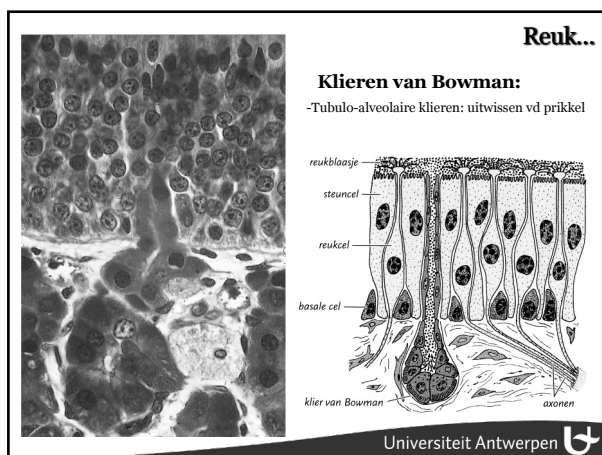 Reuk...
Klieren van Bowman:
-Tubulo-alveolaire klieren: uitwissen vd prikkel
reukblaasje
steuncel
reukcel
basale cel
klier van Bowman
axonen
Universiteit Antwerpen